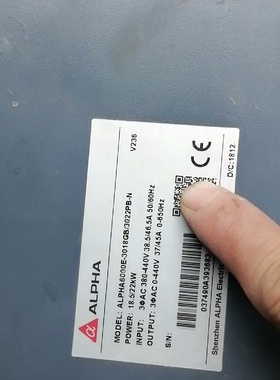 ALPHA
V236
MODEL: ALPHA6000E-3018GB/3022PB-N
POWER: 18.5/22kW
INPUT: 3ΦAC 380-440V 38.5/46.5A 50/60Hz
OUTPUT: 3ΦAC 0-440V 37/45A 0-650Hz
CE
D/C:1812
Shenzhen ALPHA Electric